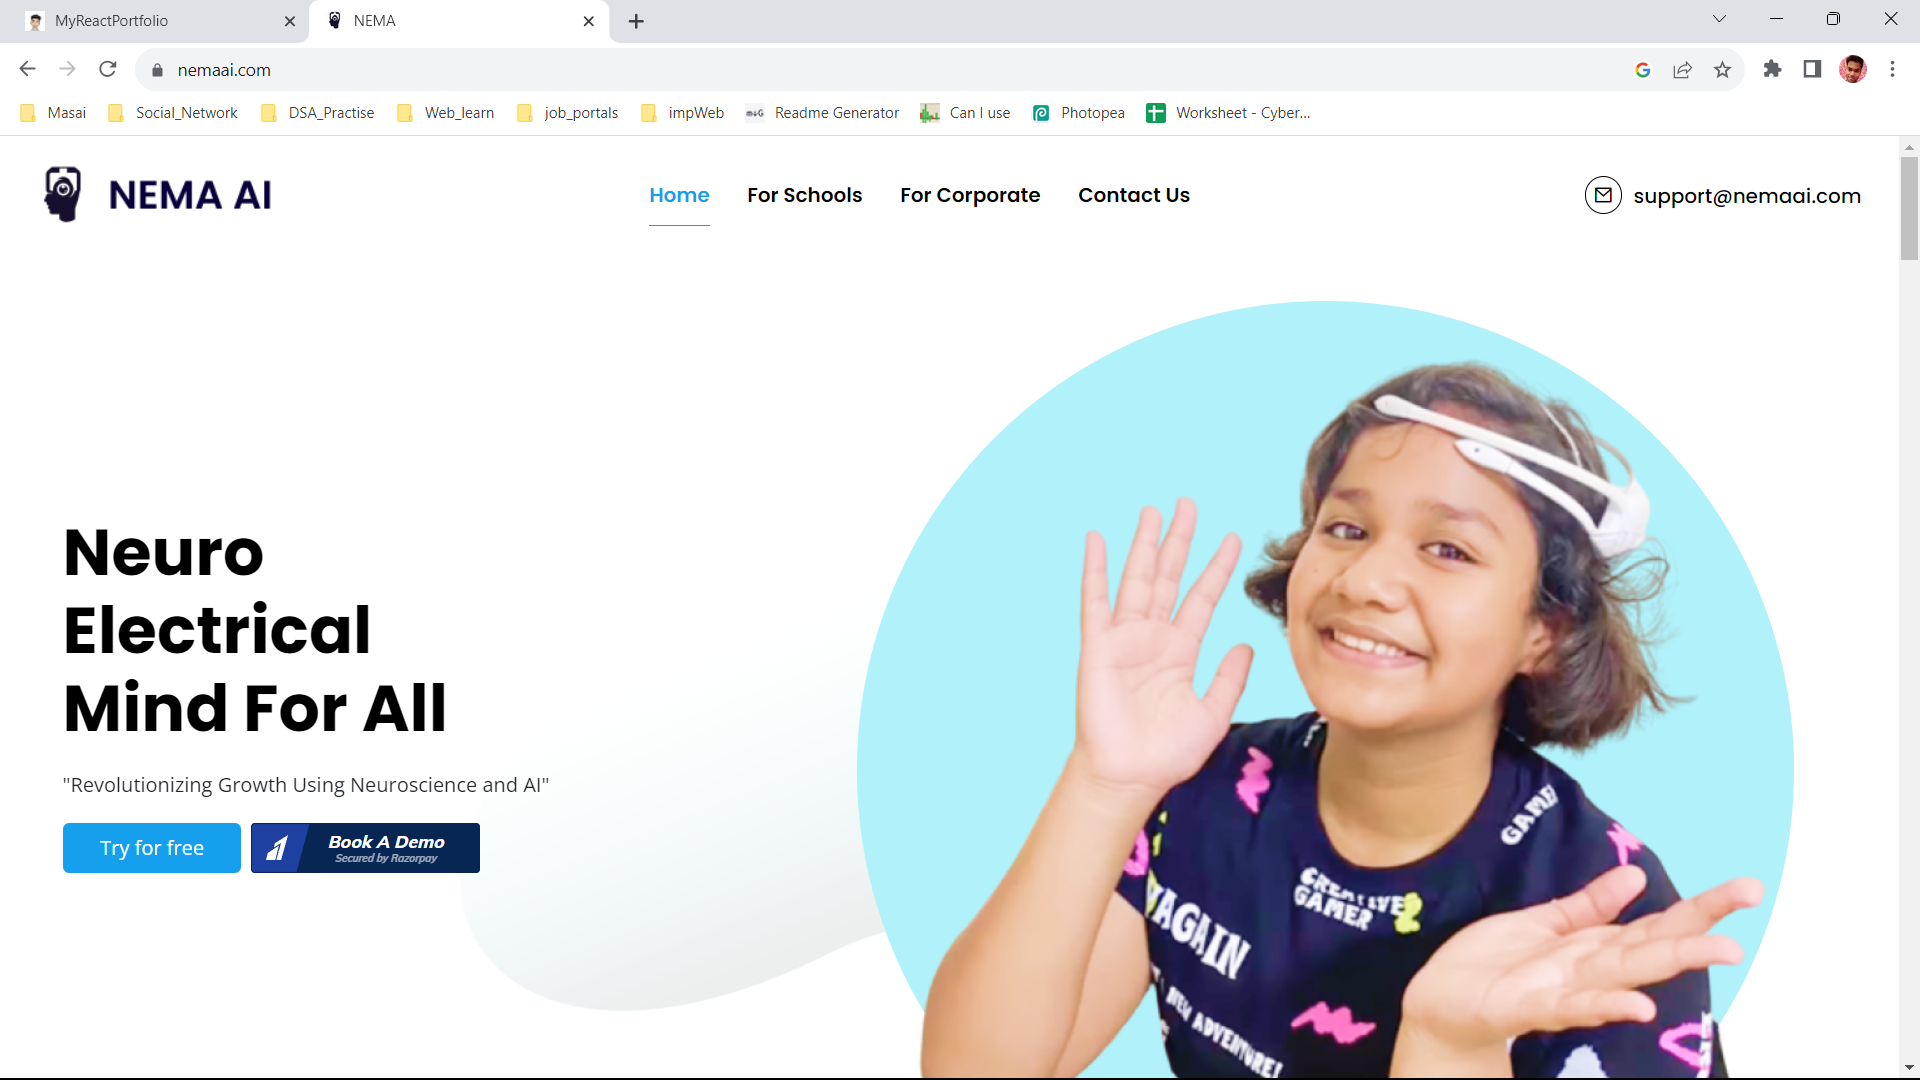 MyReactPortfolio
NEMA
nemaai.com
Masai
Social_Network
DSA_Practise
Web_learn
job_portals
impWeb
Readme Generator
Can I use
Photopea
Worksheet - Cyber...
NEMA AI
Home
For Schools
For Corporate
Contact Us
support@nemaai.com
Neuro
Electrical
Mind For All
"Revolutionizing Growth Using Neuroscience and AI"
Try for free
Book A Demo
Secured by Razorpay
CREATIVE
GAMER
AGAIN
NEW ADVENTURE!